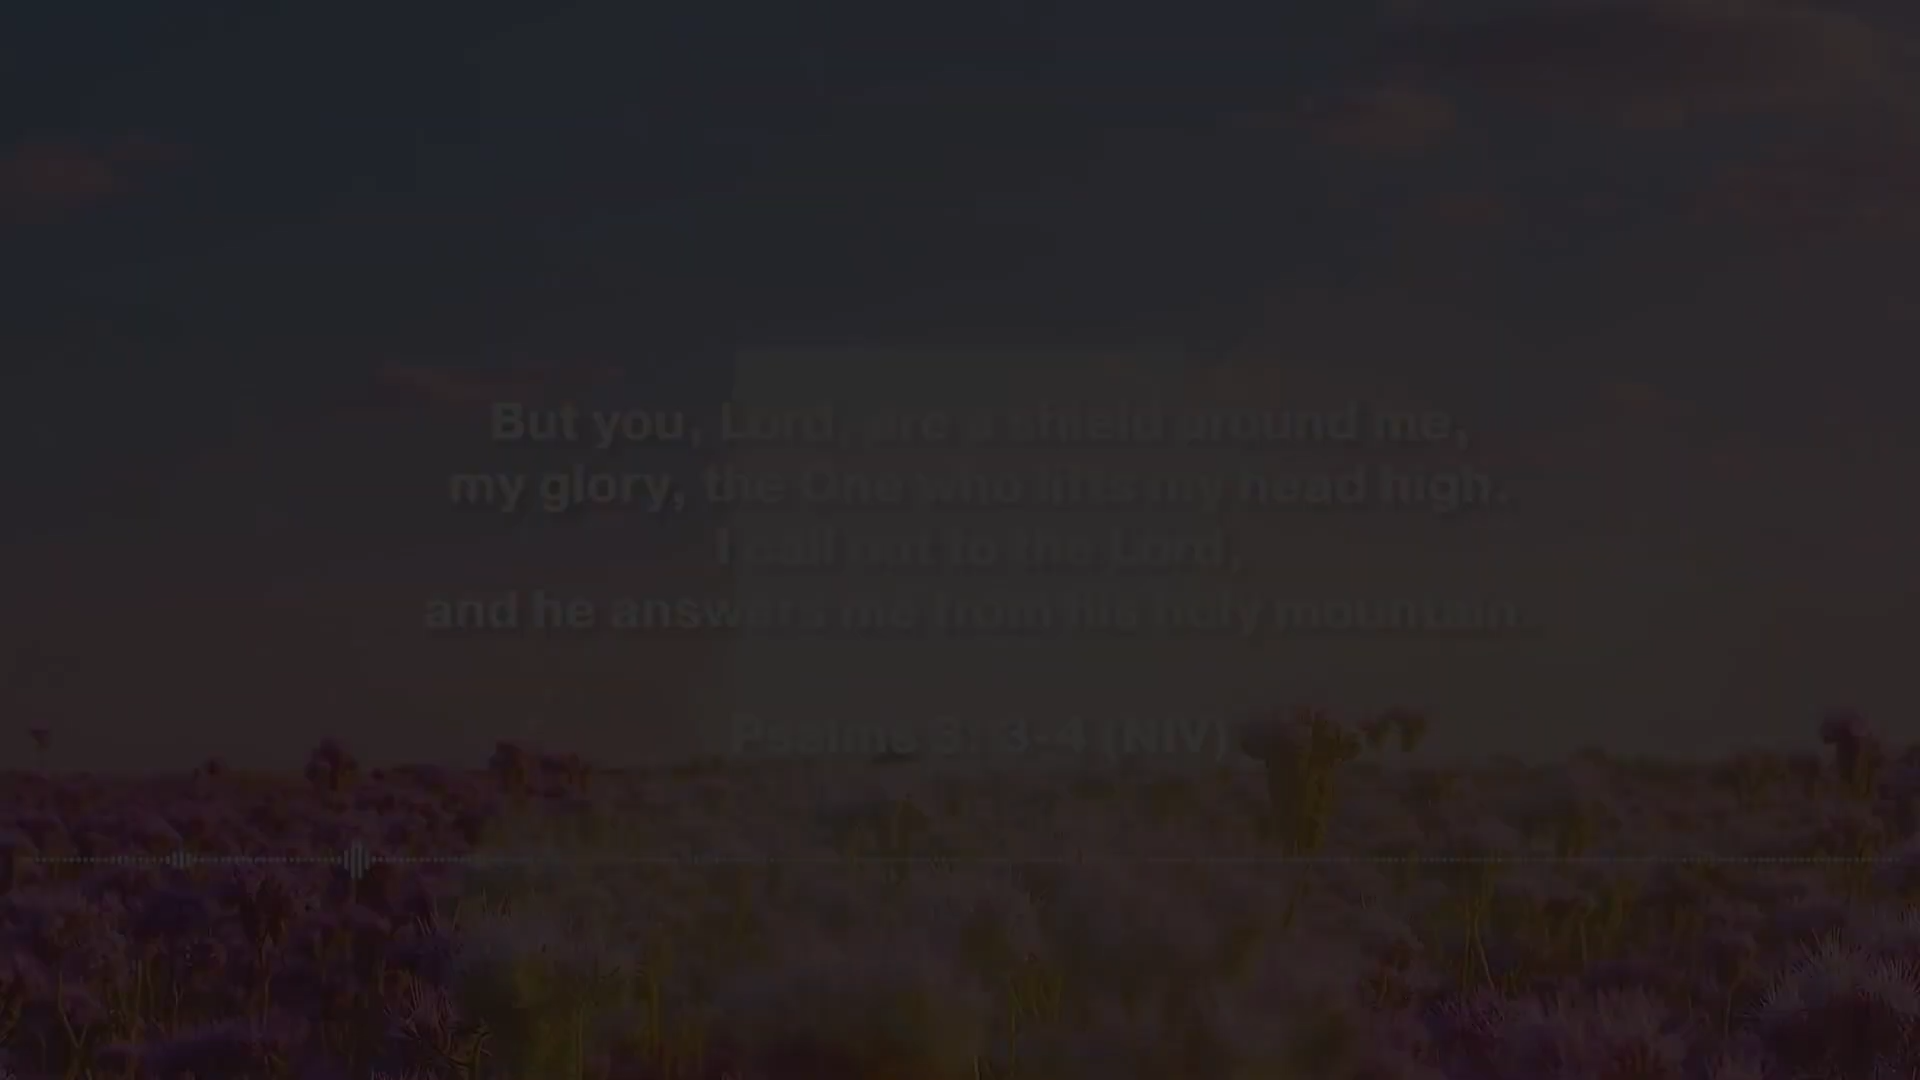 But you, Lord, are a shield around me,
my glory, the One who lifts my head high.
I call out to the Lord,
and he answers me from his holy mountain
Psalms 3: 3-4 (NIV)